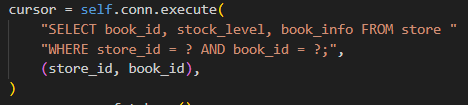 cursor = self.conn.execute(
    "SELECT book_id, stock_level, book_info FROM store "
    "WHERE store_id = ? AND book_id = ?;",
    (store_id, book_id),
)